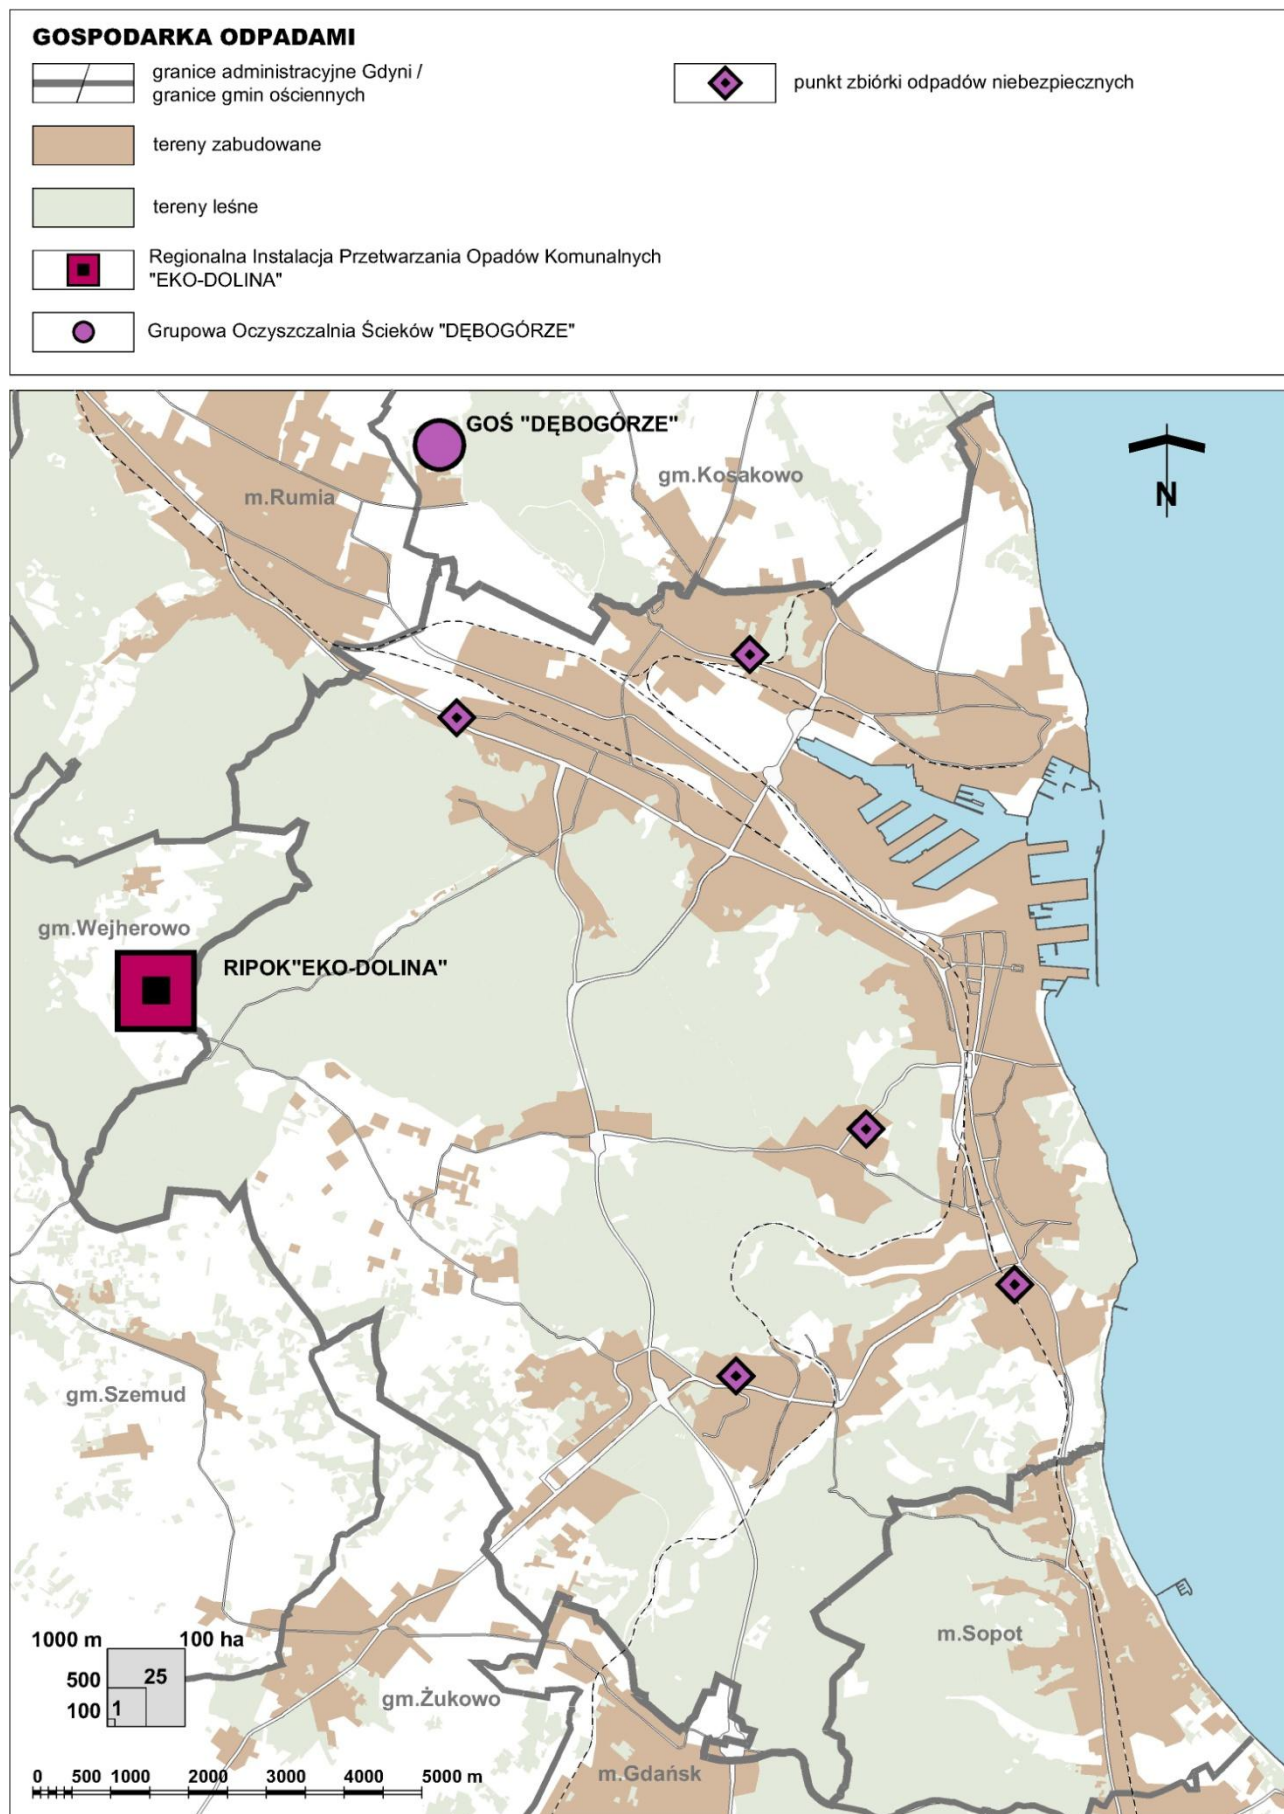 GOSPODARKA ODPADAMI
granice administracyjne Gdyni /
granice gmin ościennych
punkt zbiórki odpadów niebezpiecznych
tereny zabudowane
tereny leśne
Regionalna Instalacja Przetwarzania Opadów Komunalnych
"EKO-DOLINA"
Grupowa Oczyszczalnia Ścieków "DĘBOGÓRZE"
GOŚ "DĘBOGÓRZE"
gm.Kosakowo
m.Rumia
N
gm.Wejherowo
RIPOK"EKO-DOLINA"
gm.Szemud
m.Sopot
1000 m 100 ha
500 25
100 1
gm.Żukowo
m.Gdańsk
0 500 1000 2000 3000 4000 5000 m